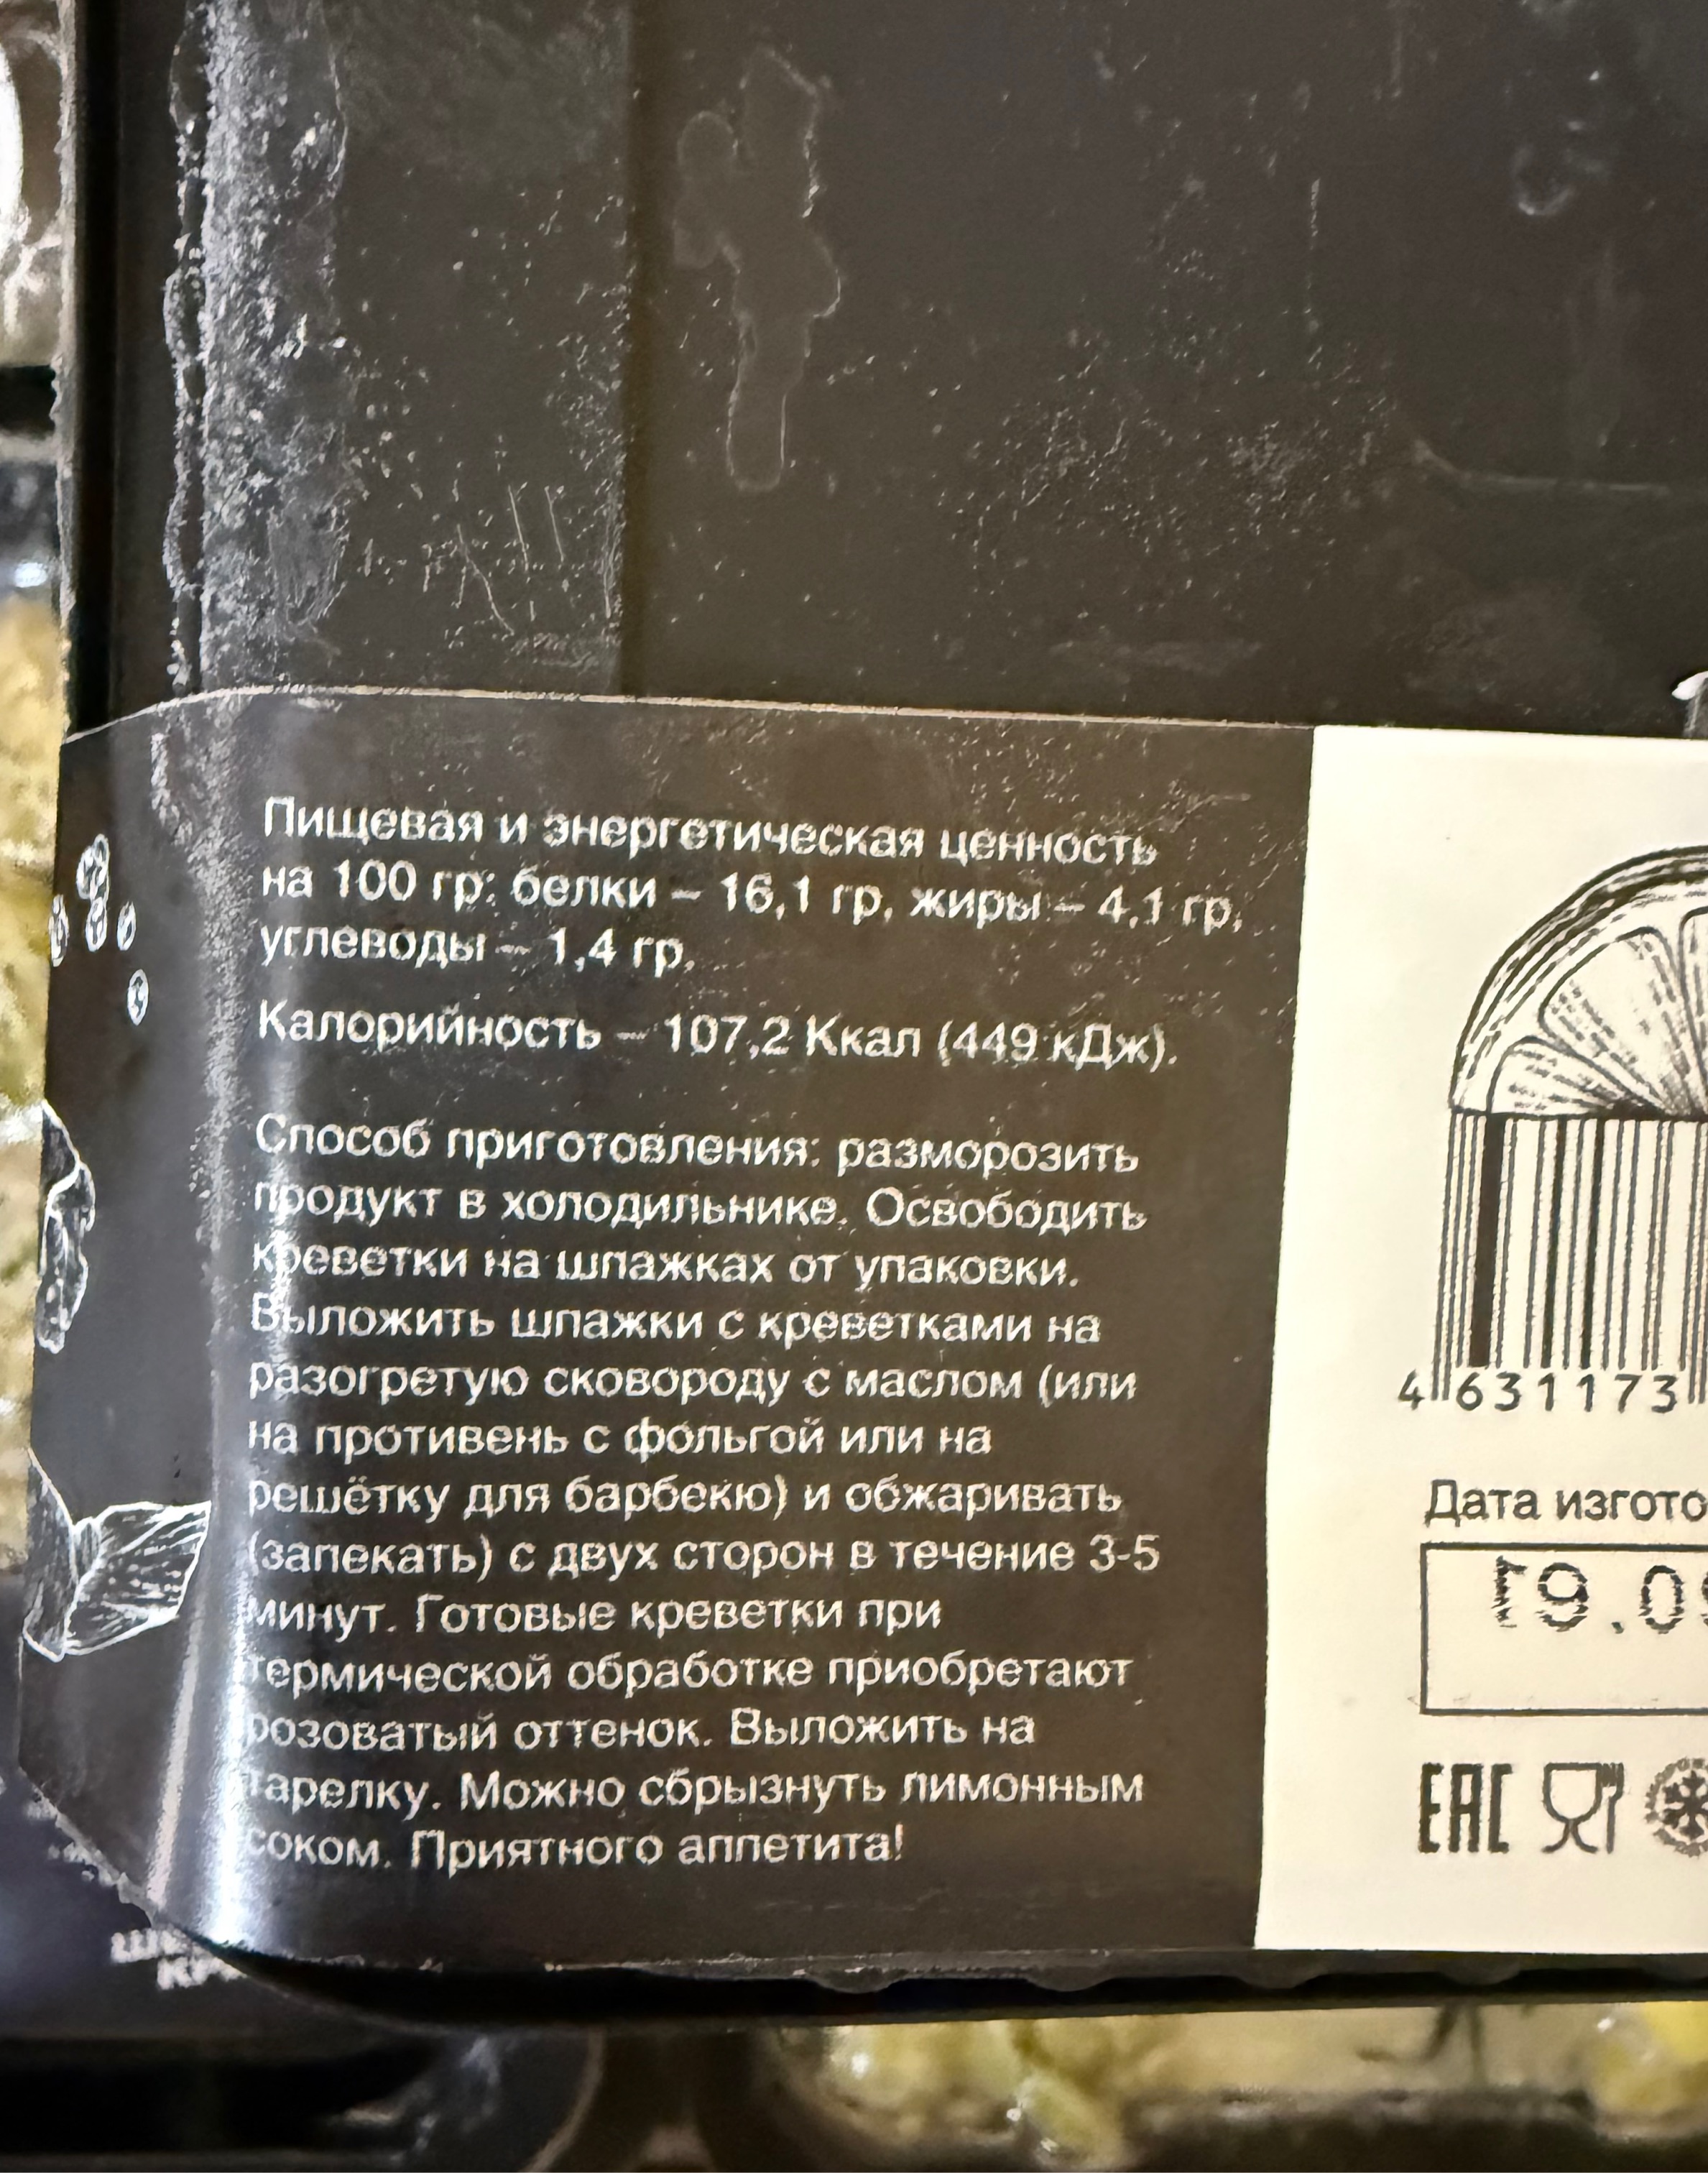 Пищевая и энергетическая ценность
на 100 гр: белки – 16,1 гр, жиры – 4,1 гр,
углеводы – 1,4 гр.
Калорийность – 107,2 Ккал (449 кДж).
Способ приготовления: разморозить
продукт в холодильнике. Освободить
креветки на шпажках от упаковки.
Выложить шпажки с креветками на
разогретую сковороду с маслом (или
на противень с фольгой или на
решётку для барбекю) и обжаривать
(запекать) с двух сторон в течение 3-5
минут. Готовые креветки при
термической обработке приобретают
розоватый оттенок. Выложить на
тарелку. Можно сбрызнуть лимонным
соком. Приятного аппетита!
4 631173
Дата изгото
19.0
EAC